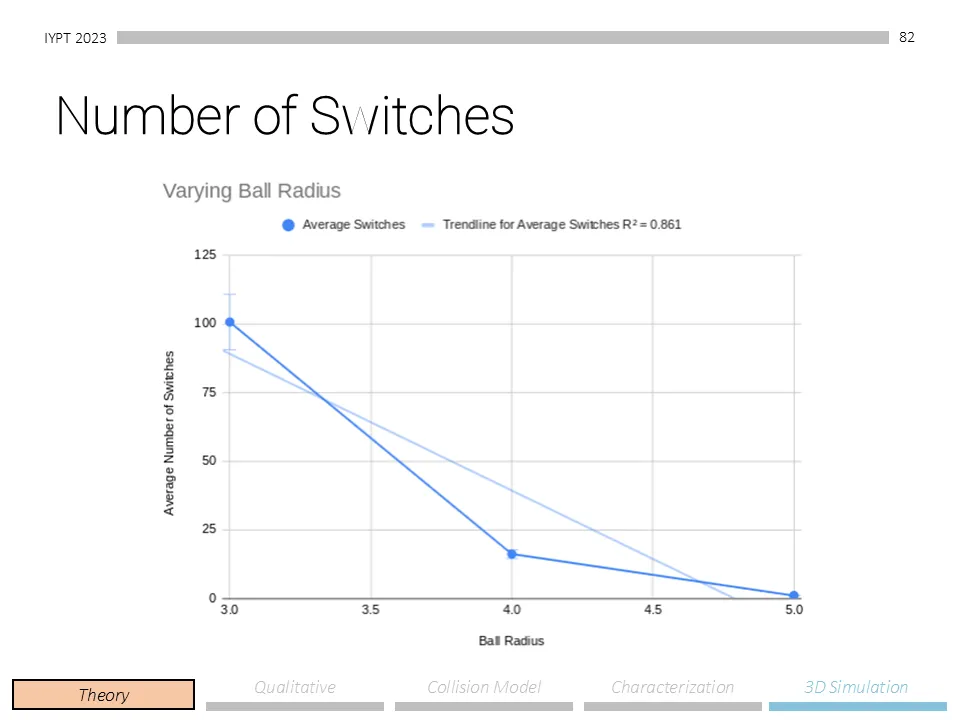 IYPT 2023
82
Number of Switches
Varying Ball Radius
Average Switches
Trendline for Average Switches R² = 0.861
125
100
75
50
25
0
Average Number of Switches
3.0
3.5
4.0
4.5
5.0
Ball Radius
Theory
Qualitative
Collision Model
Characterization
3D Simulation